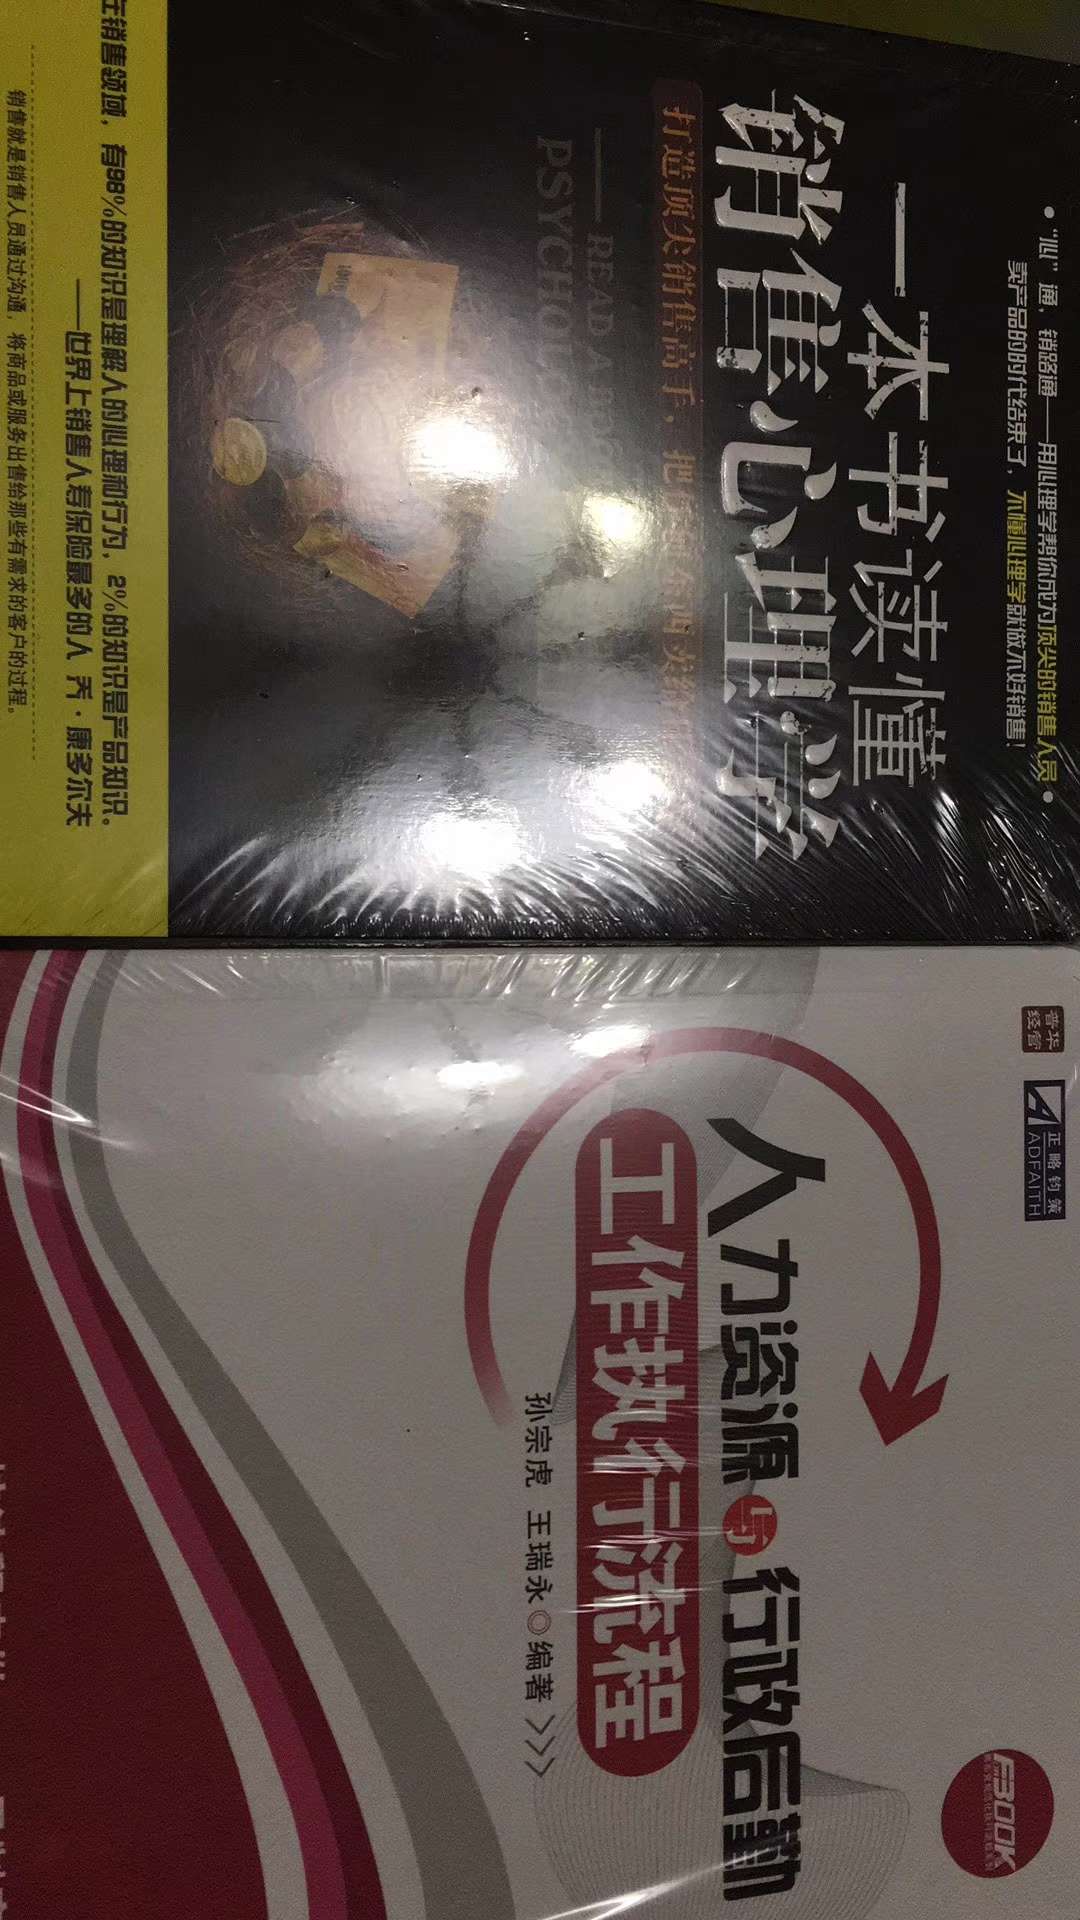 •“心”通，销路通——用心理学帮你成为顶尖的销售人员•
卖产品的时代结束了，不懂心理学就做不好销售！
一本书读懂
销售心理学
打造顶尖销售高手，把
——READ A
PSYCHOL
在销售领域，有98%的知识是理解人的心理和行为，2%的知识是产品知识。
——世界上销售人寿保险最多的人 乔·康多尔夫
销售就是销售人员通过沟通，将商品或服务出售给那些有需求的客户的过程。
普华
经管
正略钧策
ADFAITH
BOOK
人力资源与行政后勤
工作执行流程
孙宗虎 王瑞永◎编著>>>